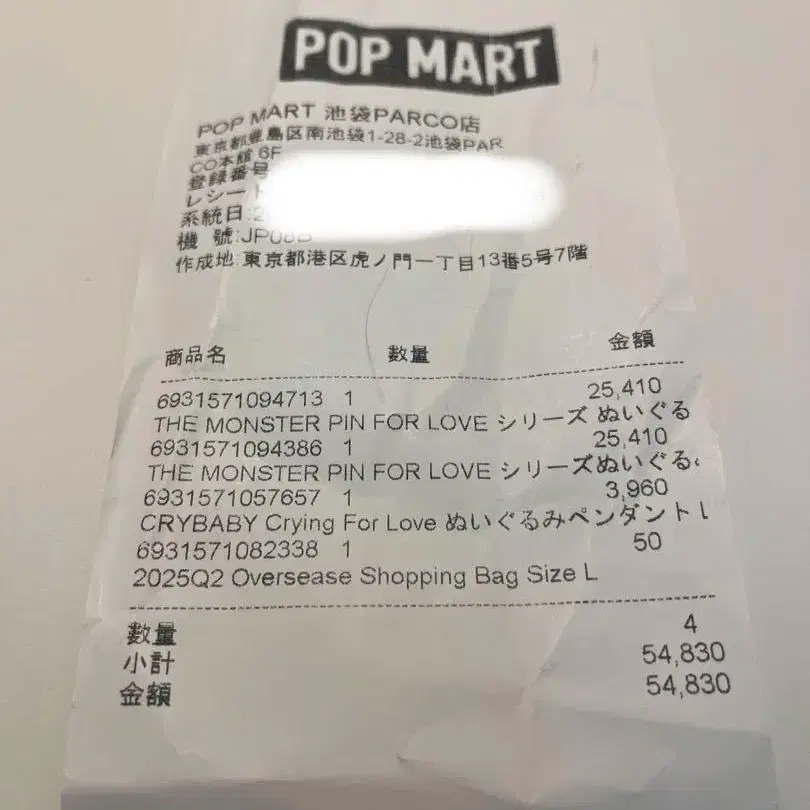 POP MART
POP MART 池袋PARCO店
東京都豊島区南池袋1-28-2池袋PAR
CO本館 6F
登録番号
レシート
系統日:2
機 號:JP08B
作成地:東京都港区虎ノ門一丁目13番5号7階
商品名 数量 金額
6931571094713 1 25,410
THE MONSTER PIN FOR LOVE シリーズ ぬいぐる
6931571094386 1 25,410
THE MONSTER PIN FOR LOVE シリーズぬいぐる
6931571057657 1 3,960
CRYBABY Crying For Love ぬいぐるみペンダント L
6931571082338 1 50
2025Q2 Oversease Shopping Bag Size L
數量 4
小計 54,830
金額 54,830